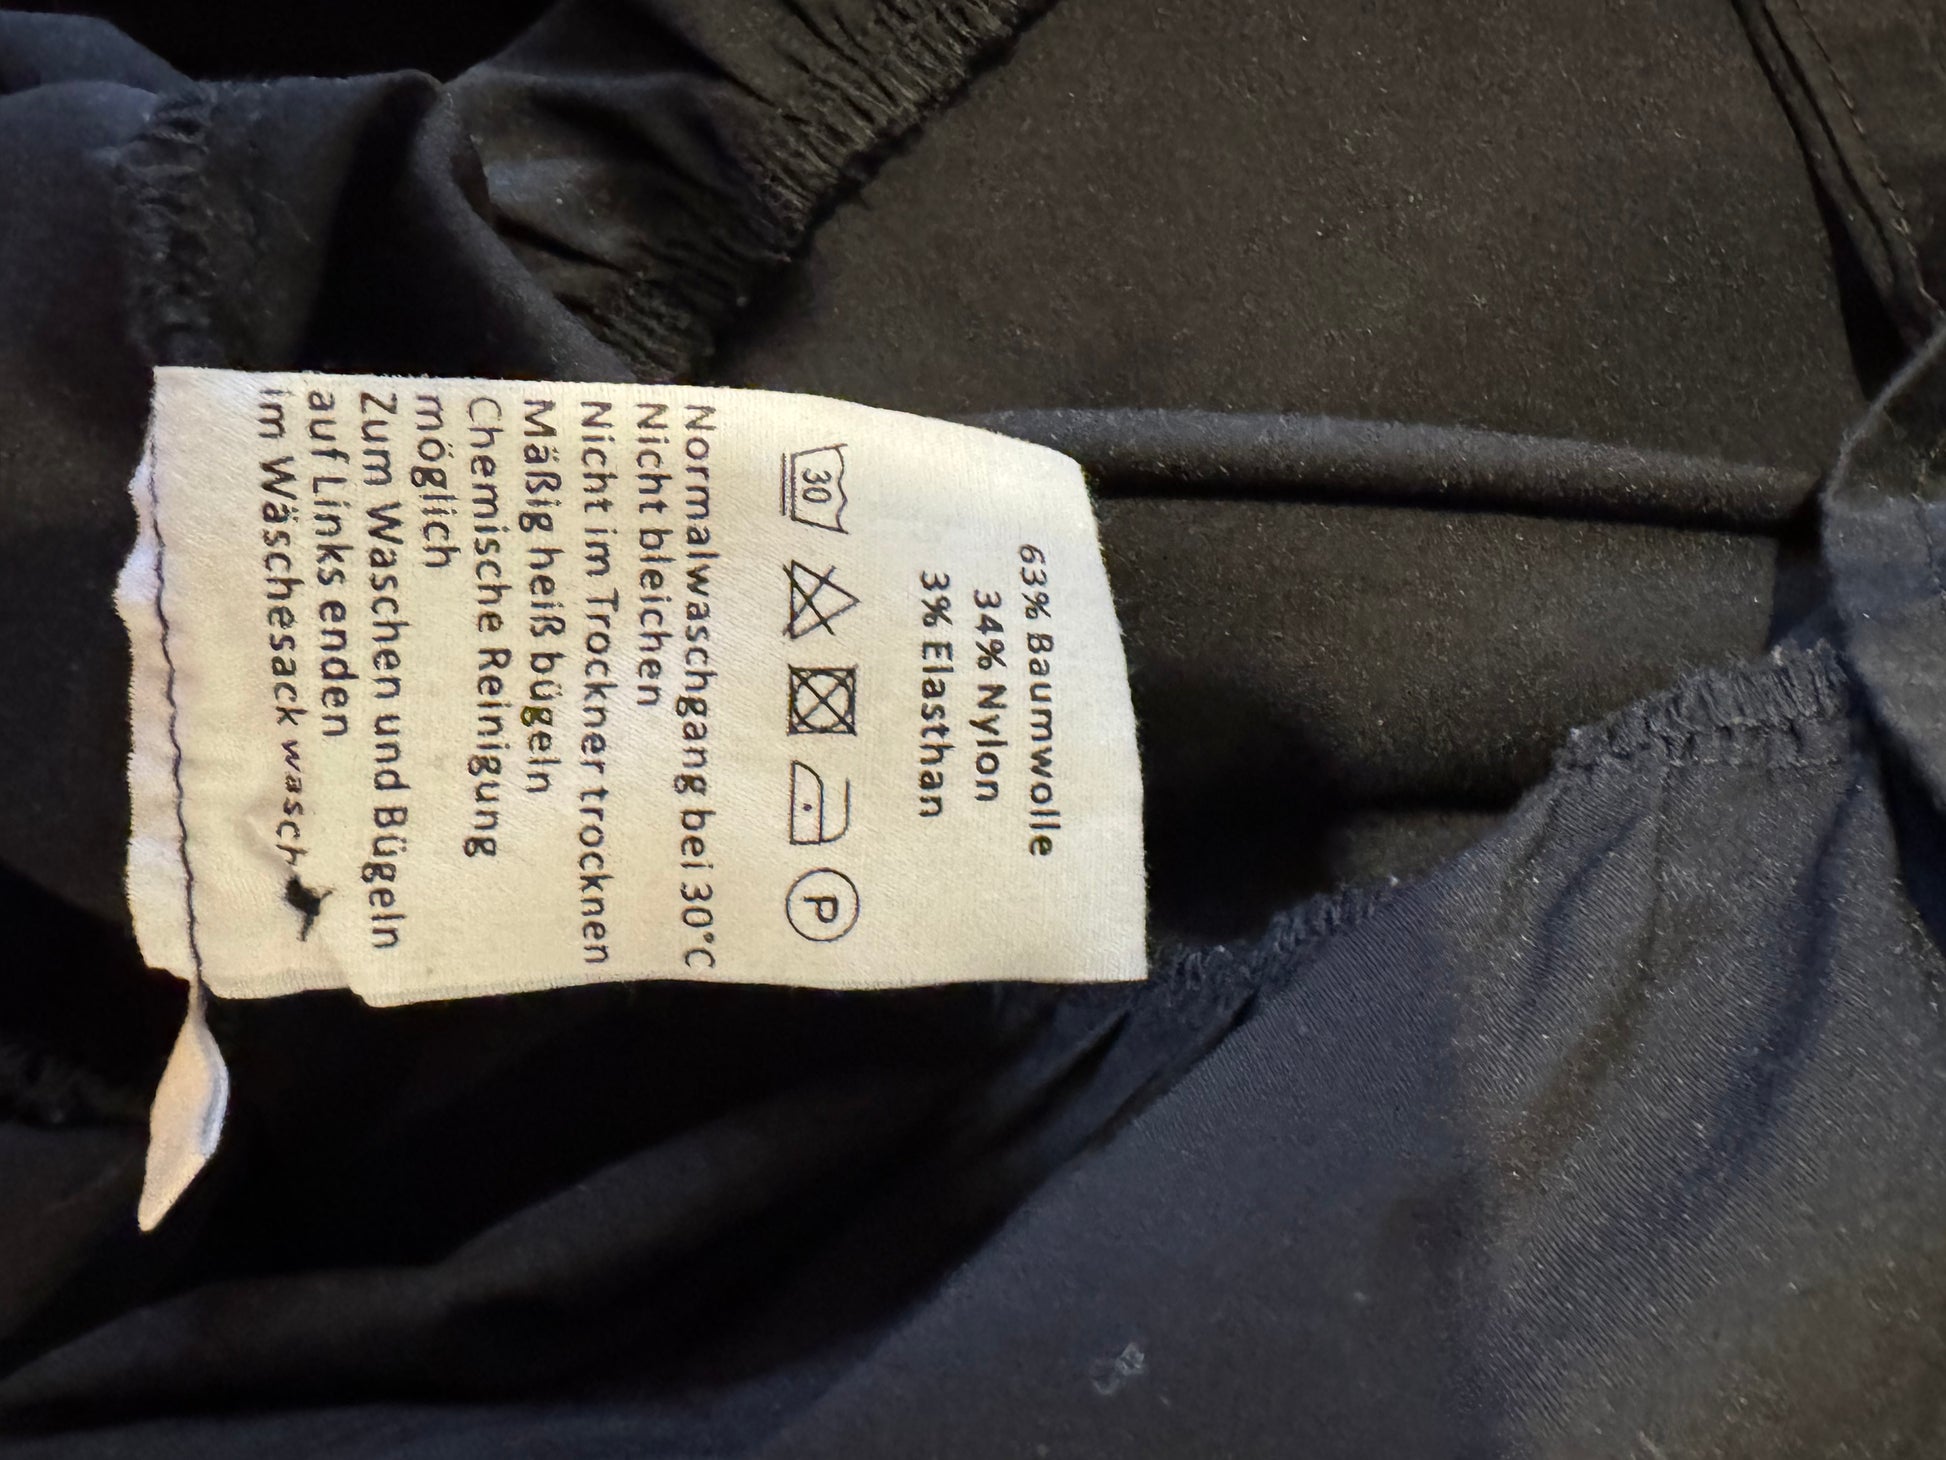 63% Baumwolle
34% Nylon
3% Elasthan
30 P
Normalwaschgang bei 30°C
Nicht bleichen
Nicht im Trockner trocknen
Mäßig heiß bügeln
Chemische Reinigung
möglich
Zum Waschen und Bügeln
auf Links enden
im Wäschesack